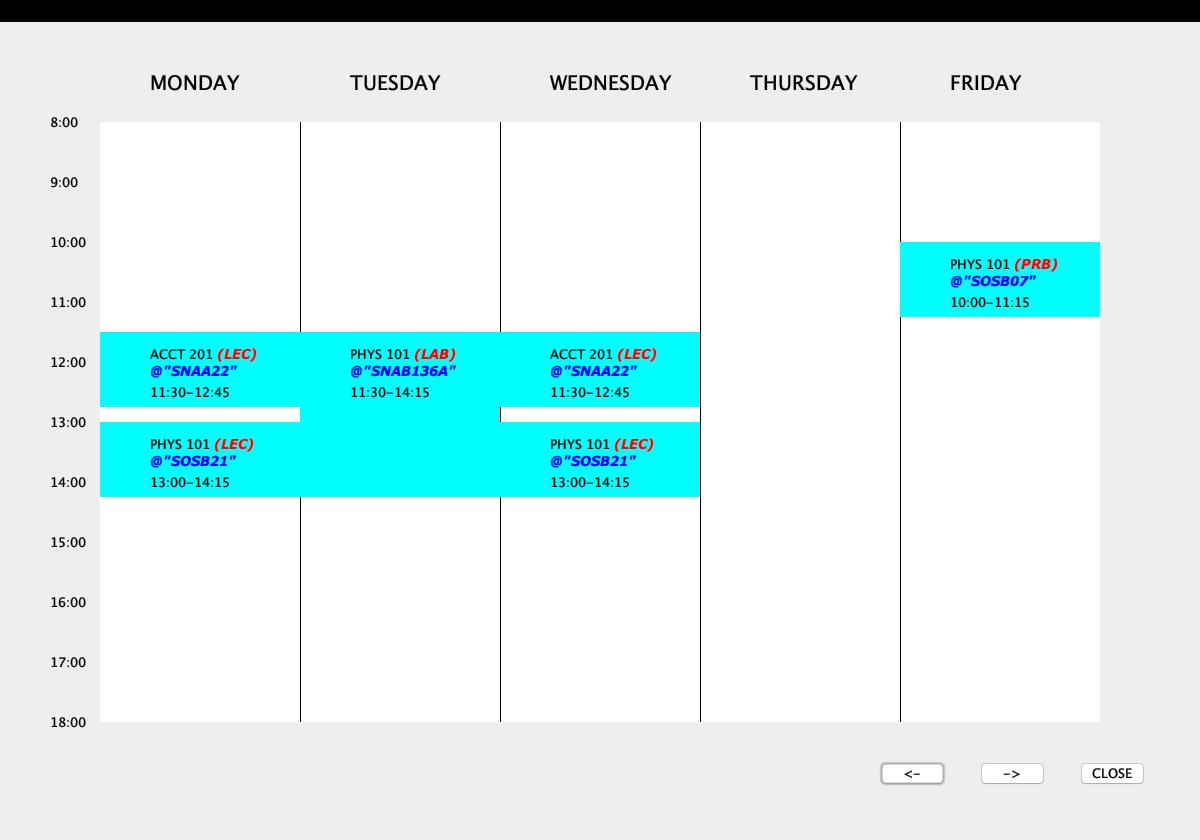 MONDAY TUESDAY WEDNESDAY THURSDAY FRIDAY
8:00
9:00
10:00
PHYS 101 (PRB)
@"SOSB07"
11:00 10:00-11:15
ACCT 201 (LEC) PHYS 101 (LAB) ACCT 201 (LEC)
12:00 @"SNAA22" @"SNAB136A" @"SNAA22"
11:30-12:45 11:30-14:15 11:30-12:45
13:00
PHYS 101 (LEC) PHYS 101 (LEC)
@"SOSB21" @"SOSB21"
14:00 13:00-14:15 13:00-14:15
15:00
16:00
17:00
18:00
<- -> CLOSE